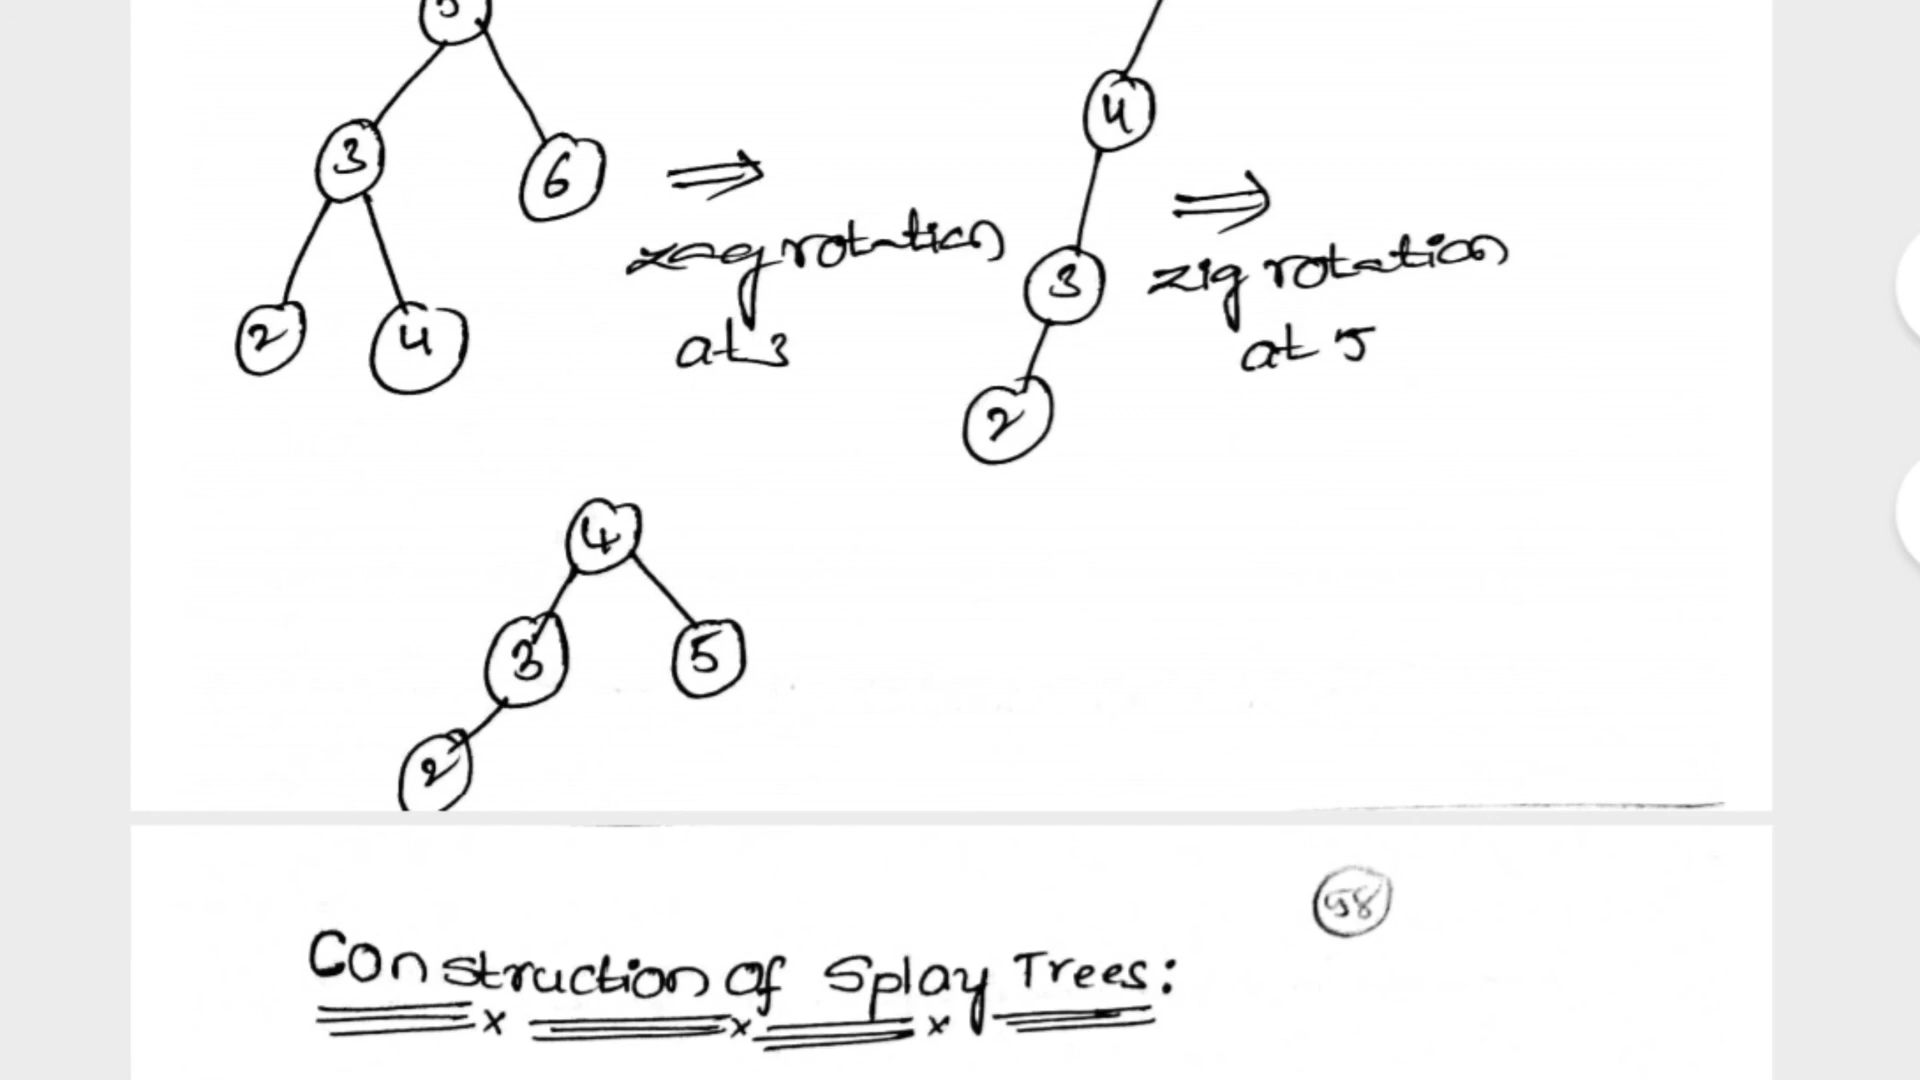 4
3
6
⇒
⇒
zag rotation
zig rotation
3
2
4
at 3
at 5
2
4
3
5
2
58
Construction of Splay Trees: